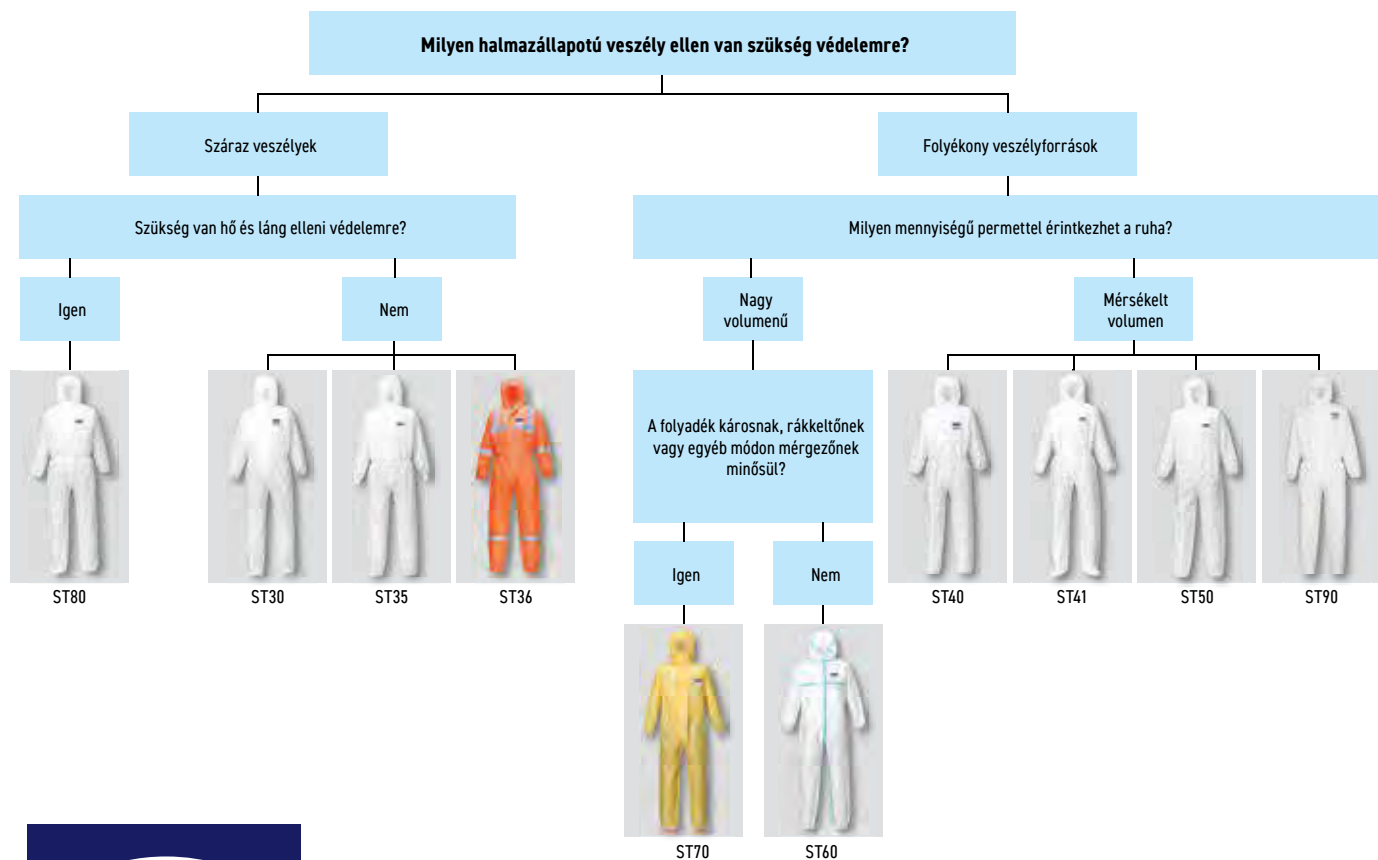 Milyen halmazállapotú veszély ellen van szükség védelemre?
Száraz veszélyek
Folyékony veszélyforrások
Szükség van hő és láng elleni védelemre?
Milyen mennyiségű permettel érintkezhet a ruha?
Igen
Nem
Nagy
volumenű
Mérsékelt
volumen
A folyadék károsnak, rákkeltőnek
vagy egyéb módon mérgezőnek
minősül?
Igen
Nem
ST80
ST30
ST35
ST36
ST40
ST41
ST50
ST90
ST70
ST60